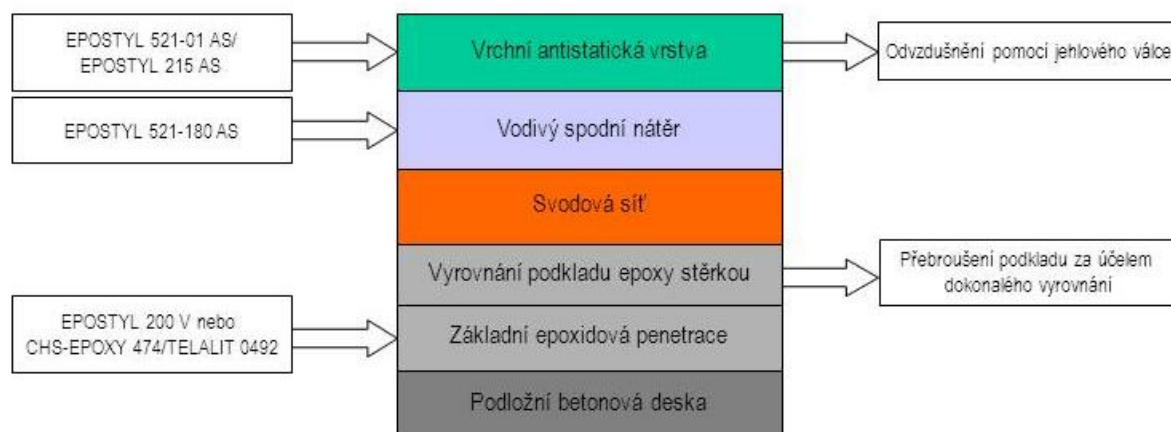 EPOSTYL 521-01 AS/
EPOSTYL 215 AS
Vrchní antistatická vrstva
Odvzdušnění pomocí jehlového válce
EPOSTYL 521-180 AS
Vodivý spodní nátěr
Svodová síť
Vyrovnání podkladu epoxy stěrkou
Přebroušení podkladu za účelem
dokonalého vyrovnání
EPOSTYL 200 V nebo
CHS-EPOXY 474/TELALIT 0492
Základní epoxidová penetrace
Podložní betonová deska